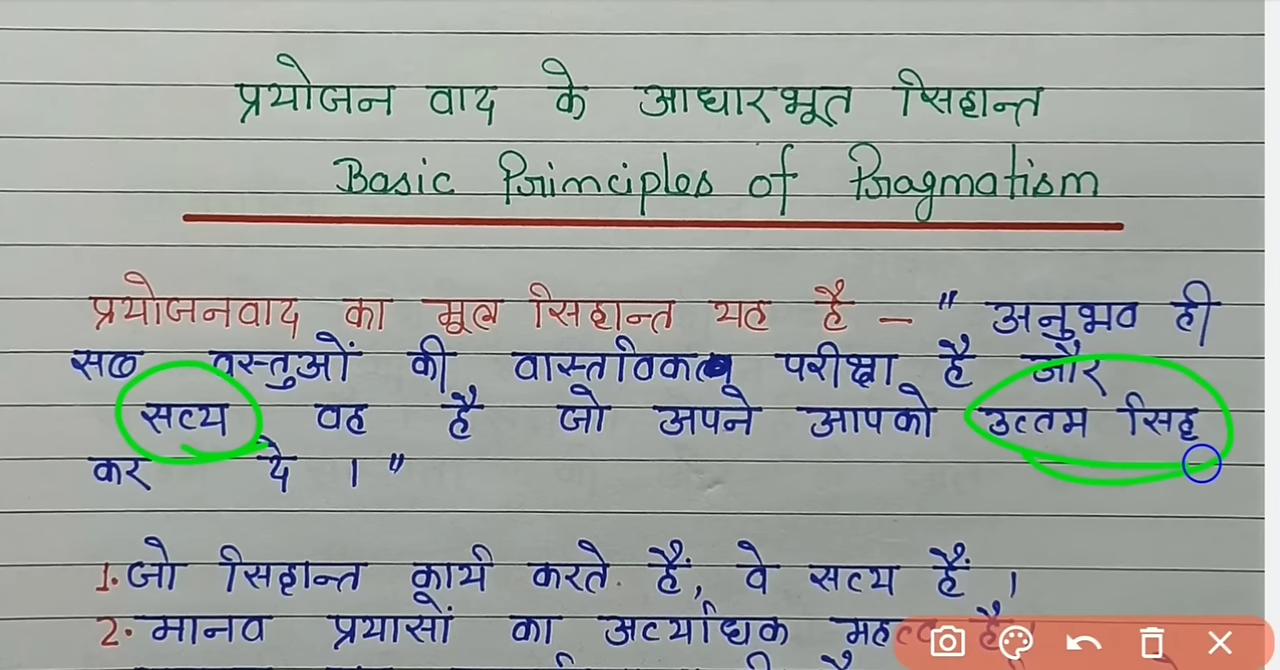 प्रयोजन वाद के आधारभूत सिद्धान्त
Basic Principles of Pragmatism
प्रयोजनवाद का मूल सिद्धान्त यह है – " अनुभव ही
सब वस्तुओं की वास्तविक परीक्षा है और
सत्य वह है जो अपने आपको उत्तम सिद्ध
कर दे ।"
1. जो सिद्धान्त कार्य करते हैं, वे सत्य हैं ।
2. मानव प्रयासों का अत्यधिक महत्व है।